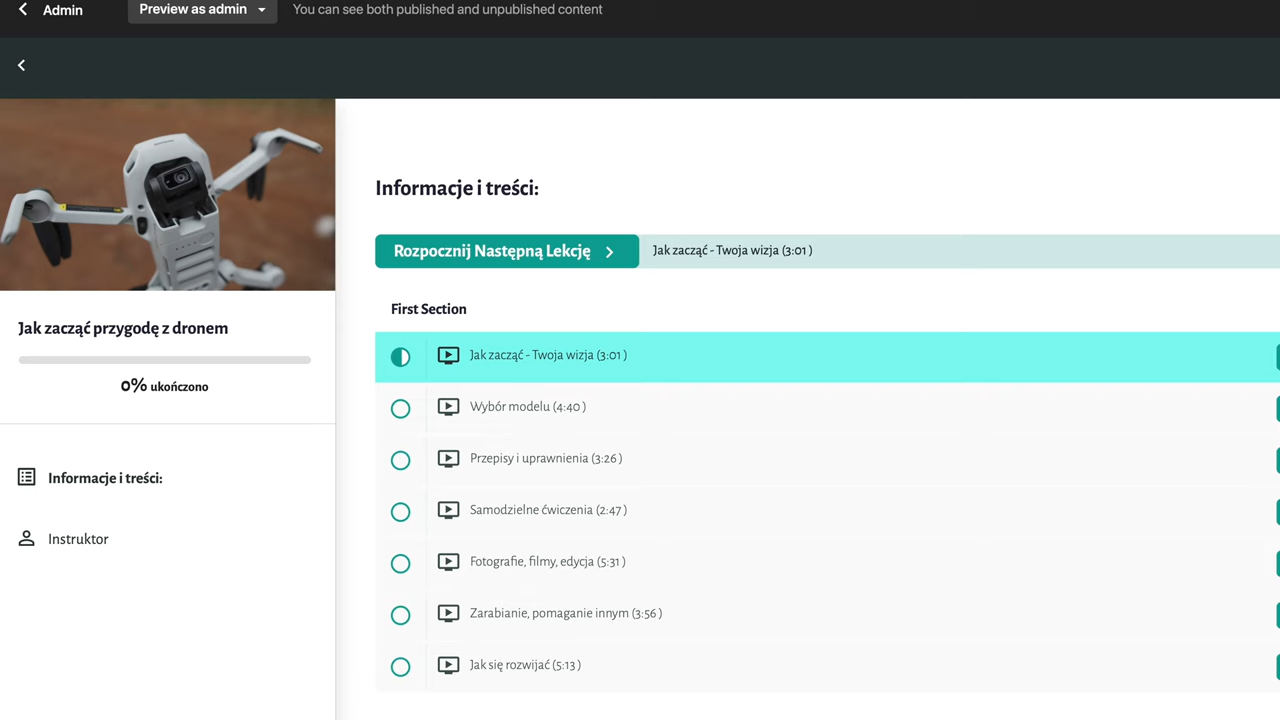 Admin
Preview as admin
You can see both published and unpublished content
Informacje i treści:
Rozpocznij Następną Lekcję
Jak zacząć - Twoja wizja (3:01 )
First Section
Jak zacząć - Twoja wizja (3:01 )
Wybór modelu (4:40 )
Przepisy i uprawnienia (3:26 )
Samodzielne ćwiczenia (2:47 )
Fotografie, filmy, edycja (5:31 )
Zarabianie, pomaganie innym (3:56 )
Jak się rozwijać (5:13 )
Jak zacząć przygodę z dronem
0% ukończono
Informacje i treści:
Instruktor